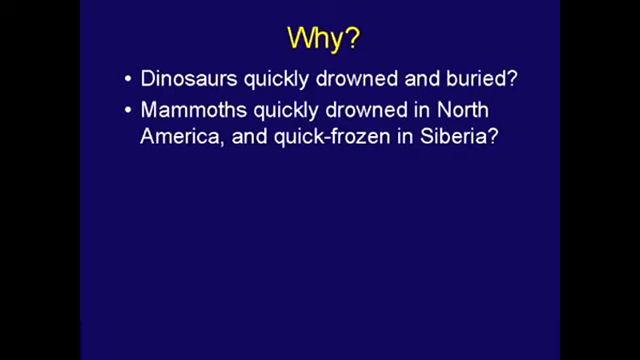 Why?
• Dinosaurs quickly drowned and buried?
• Mammoths quickly drowned in North
America, and quick-frozen in Siberia?